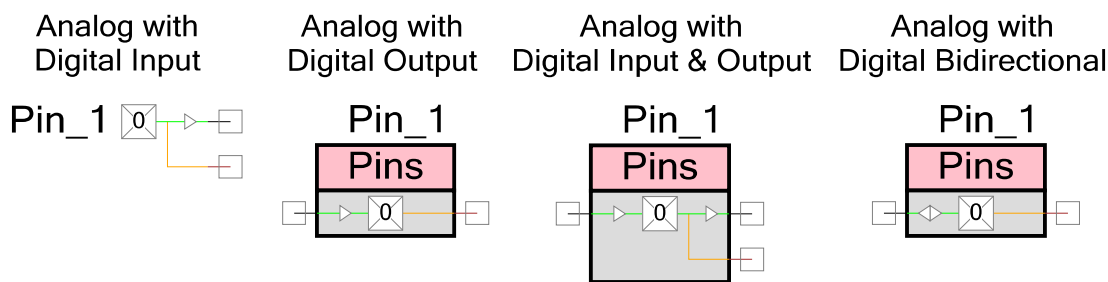 Analog with
Digital Input
Analog with
Digital Output
Analog with
Digital Input & Output
Analog with
Digital Bidirectional
Pin_1
0
Pin_1
Pins
0
Pin_1
Pins
0
Pin_1
Pins
0